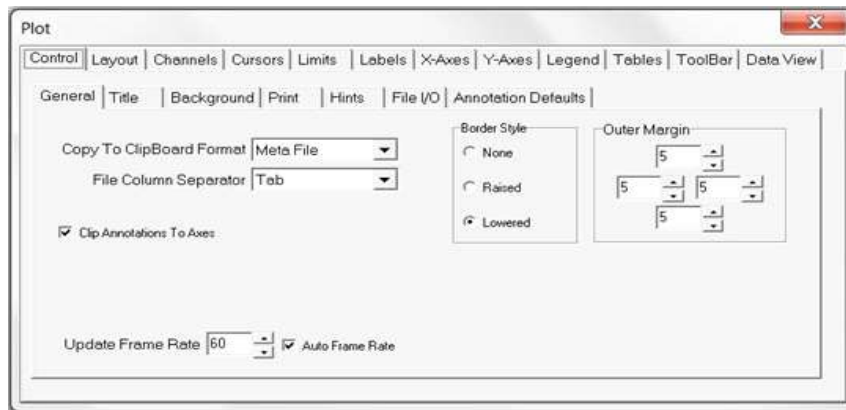 Plot
Control Layout Channels Cursors Limits Labels X-Axes Y-Axes Legend Tables ToolBar Data View
General Title Background Print Hints File I/O Annotation Defaults
Copy To ClipBoard Format Meta File
File Column Separator Tab
Clip Annotations To Axes
Update Frame Rate 60 Auto Frame Rate
Border Style
None
Raised
Lowered
Outer Margin
5
5 5
5